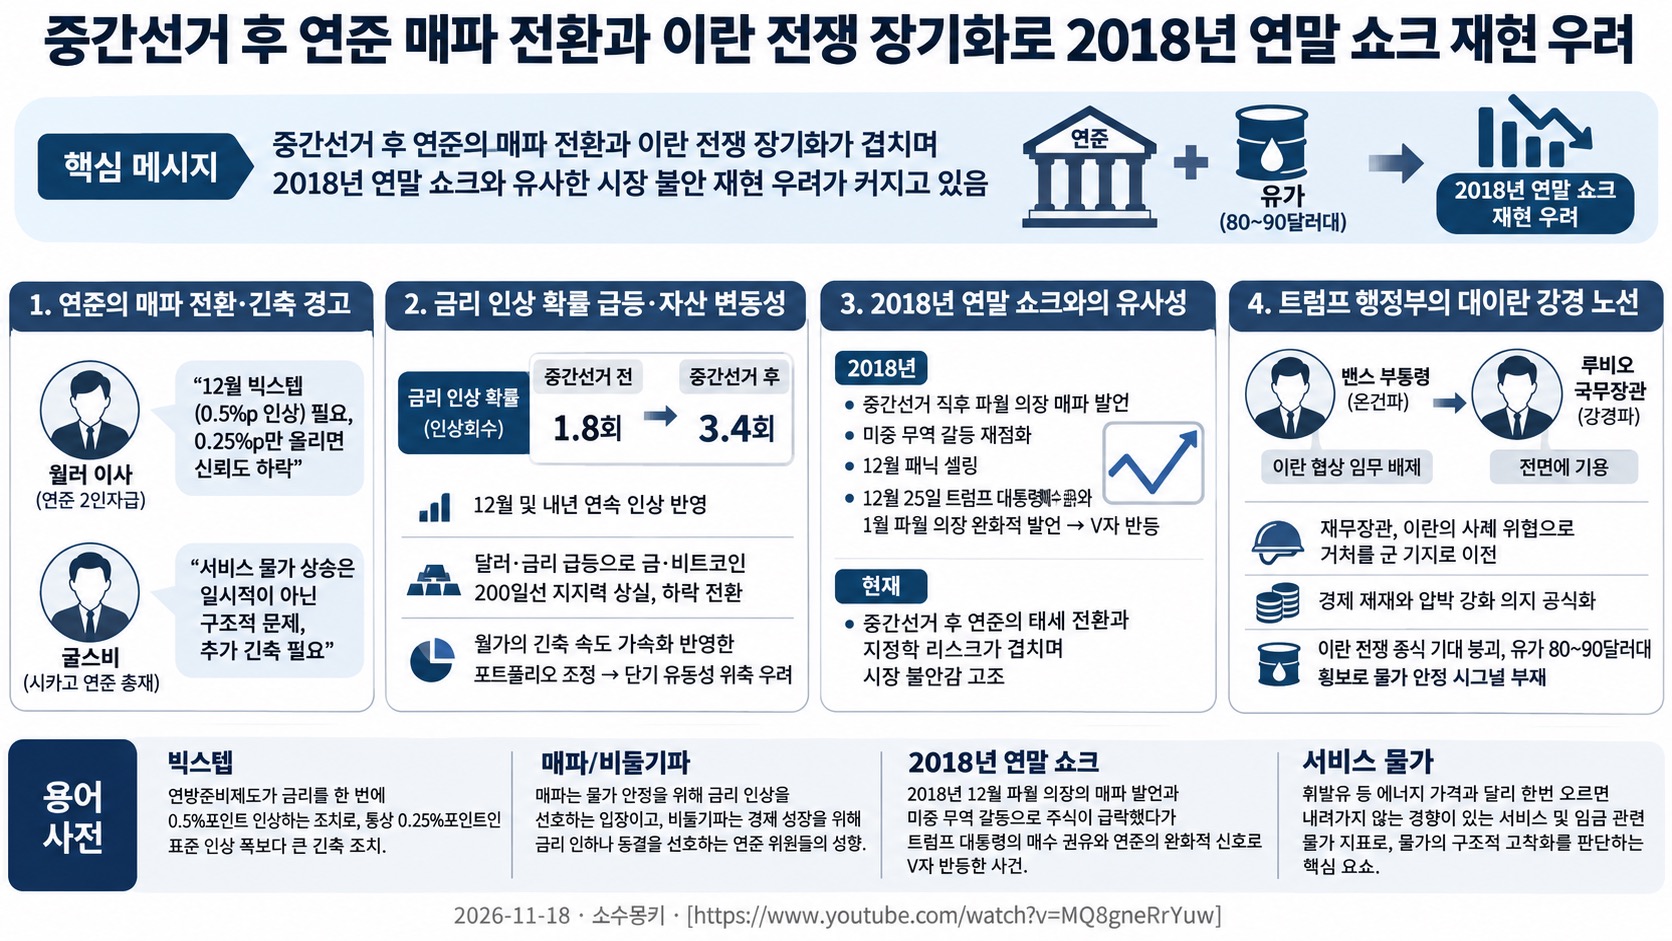 중간선거 후 연준 매파 전환과 이란 전쟁 장기화로 2018년 연말 쇼크 재현 우려
핵심 메시지
중간선거 후 연준의 매파 전환과 이란 전쟁 장기화가 겹치며
2018년 연말 쇼크와 유사한 시장 불안 재현 우려가 커지고 있음
연준
유가
(80~90달러대)
2018년 연말 쇼크
재현 우려
1. 연준의 매파 전환·긴축 경고
월러 이사
(연준 2인자급)
“12월 빅스텝
(0.5%p 인상) 필요,
0.25%p만 올리면
신뢰도 하락”
굴스비
(시카고 연준 총재)
“서비스 물가 상송은
일시적이 아닌
구조적 문제,
추가 긴축 필요”
2. 금리 인상 확률 급등·자산 변동성
금리 인상 확률
(인상회수)
중간선거 전
1.8회
중간선거 후
3.4회
12월 및 내년 연속 인상 반영
달러·금리 급등으로 금·비트코인
200일선 지지력 상실, 하락 전환
월가의 긴축 속도 가속화 반영한
포트폴리오 조정 → 단기 유동성 위축 우려
3. 2018년 연말 쇼크와의 유사성
2018년
• 중간선거 직후 파월 의장 매파 발언
• 미중 무역 갈등 재점화
• 12월 패닉 셀링
• 12월 25일 트럼프 대통령
1월 파월 의장 완화적 발언 → V자 반등
현재
• 중간선거 후 연준의 태세 전환과
지정학 리스크가 겹치며
시장 불안감 고조
4. 트럼프 행정부의 대이란 강경 노선
밴스 부통령
(온건파)
이란 협상 임무 배제
루비오
국무장관
(강경파)
전면에 기용
재무장관, 이란의 사례 위협으로
거처를 군 기지로 이전
경제 재재와 압박 강화 의지 공식화
이란 전쟁 종식 기대 붕괴, 유가 80~90달러대
횡보로 물가 안정 시그널 부재
용어
사전
빅스텝
연방준비제도가 금리를 한 번에
0.5%포인트 인상하는 조치로, 통상 0.25%포인트인
표준 인상 폭보다 큰 긴축 조치.
매파/비둘기파
매파는 물가 안정을 위해 금리 인상을
선호하는 입장이고, 비둘기파는 경제 성장을 위해
금리 인하나 동결을 선호하는 연준 위원들의 성향.
2018년 연말 쇼크
2018년 12월 파월 의장의 매파 발언과
미중 무역 갈동으로 주식이 급락했다가
트럼프 대통령의 매수 권유와 연준의 완화적 신호로
V자 반등한 사건.
서비스 물가
휘발유 등 에너지 가격과 달리 한번 오르면
내려가지 않는 경향이 있는 서비스 및 임금 관련
물가 지표로, 물가의 구조적 고착화를 판단하는
핵심 요쇼.
2026-11-18 · 소수몽키 · [https://www.youtube.com/watch?v=MQ8gneRrYuw]